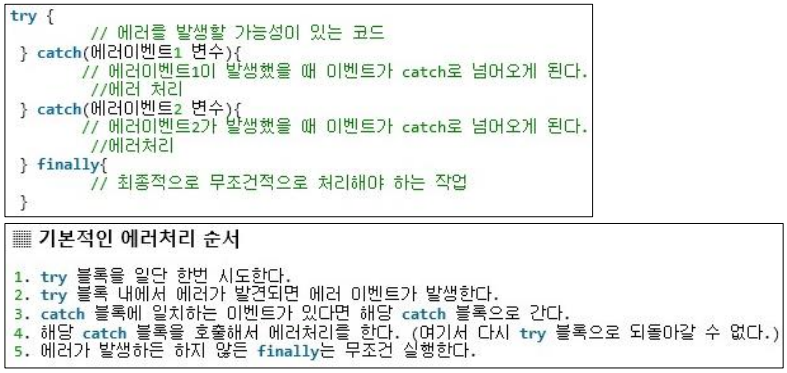 try {
// 에러를 발생할 가능성이 있는 코드
} catch(에러이벤트1 변수){
// 에러이벤트1이 발생했을 때 이벤트가 catch로 넘어오게 된다.
//에러 처리
} catch(에러이벤트2 변수){
// 에러이벤트2가 발생했을 때 이벤트가 catch로 넘어오게 된다.
//에러처리
} finally{
// 최종적으로 무조건적으로 처리해야 하는 작업
}
▦ 기본적인 에러처리 순서
1. try 블록을 일단 한번 시도한다.
2. try 블록 내에서 에러가 발견되면 에러 이벤트가 발생한다.
3. catch 블록에 일치하는 이벤트가 있다면 해당 catch 블록으로 간다.
4. 해당 catch 블록을 호출해서 에러처리를 한다. (여기서 다시 try 블록으로 되돌아갈 수 없다.)
5. 에러가 발생하든 하지 않든 finally는 무조건 실행한다.